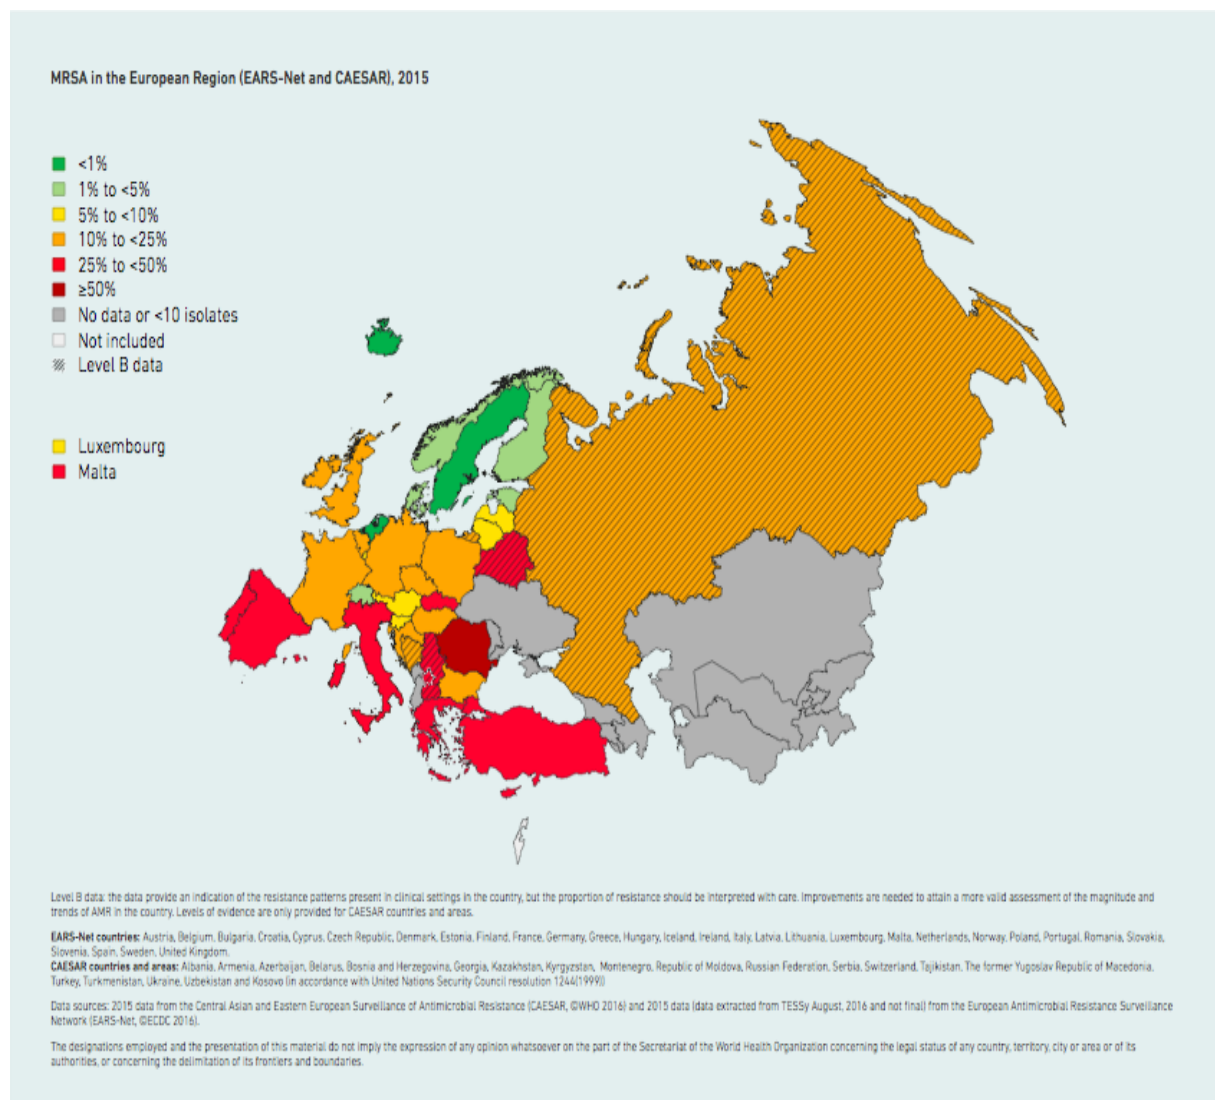 MRSA in the European Region (EARS-Net and CAESAR), 2015
<1%
1% to <5%
5% to <10%
10% to <25%
25% to <50%
≥50%
No data or <10 isolates
Not included
Level B data
Luxembourg
Malta
Level B data: the data provide an indication of the resistance patterns present in clinical settings in the country, but the proportion of resistance should be interpreted with care. Improvements are needed to attain a more valid assessment of the magnitude and
trends of AMR in the country. Levels of evidence are only provided for CAESAR countries and areas.
EARS-Net countries: Austria, Belgium, Bulgaria, Croatia, Cyprus, Czech Republic, Denmark, Estonia, Finland, France, Germany, Greece, Hungary, Iceland, Ireland, Italy, Latvia, Lithuania, Luxembourg, Malta, Netherlands, Norway, Poland, Portugal, Romania, Slovakia,
Slovenia, Spain, Sweden, United Kingdom.
CAESAR countries and areas: Albania, Armenia, Azerbaijan, Belarus, Bosnia and Herzegovina, Georgia, Kazakhstan, Kyrgyzstan, Montenegro, Republic of Moldova, Russian Federation, Serbia, Switzerland, Tajikistan, The former Yugoslav Republic of Macedonia,
Turkey, Turkmenistan, Ukraine, Uzbekistan and Kosovo (in accordance with United Nations Security Council resolution 1244(1999))
Data sources: 2015 data from the Central Asian and Eastern European Surveillance of Antimicrobial Resistance (CAESAR, ©WHO 2016) and 2015 data (data extracted from TESSy August, 2016 and not final) from the European Antimicrobial Resistance Surveillance
Network (EARS-Net, ©ECDC 2016).
The designations employed and the presentation of this material do not imply the expression of any opinion whatsoever on the part of the Secretariat of the World Health Organization concerning the legal status of any country, territory, city or area or of its
authorities, or concerning the delimitation of its frontiers and boundaries.